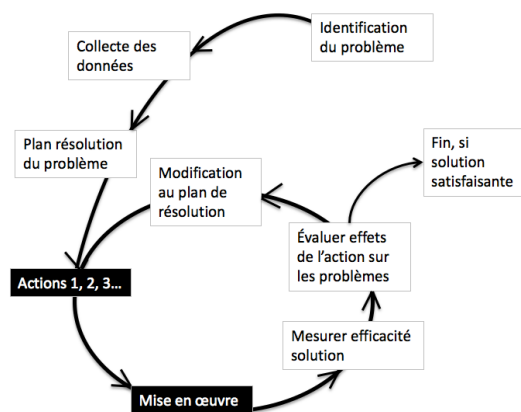 Identification
du problème
Collecte des
données
Plan résolution
du problème
Actions 1, 2, 3...
Mise en œuvre
Mesurer efficacité
solution
Évaluer effets
de l’action sur
les problèmes
Modification
au plan de
résolution
Fin, si
solution
satisfaisante